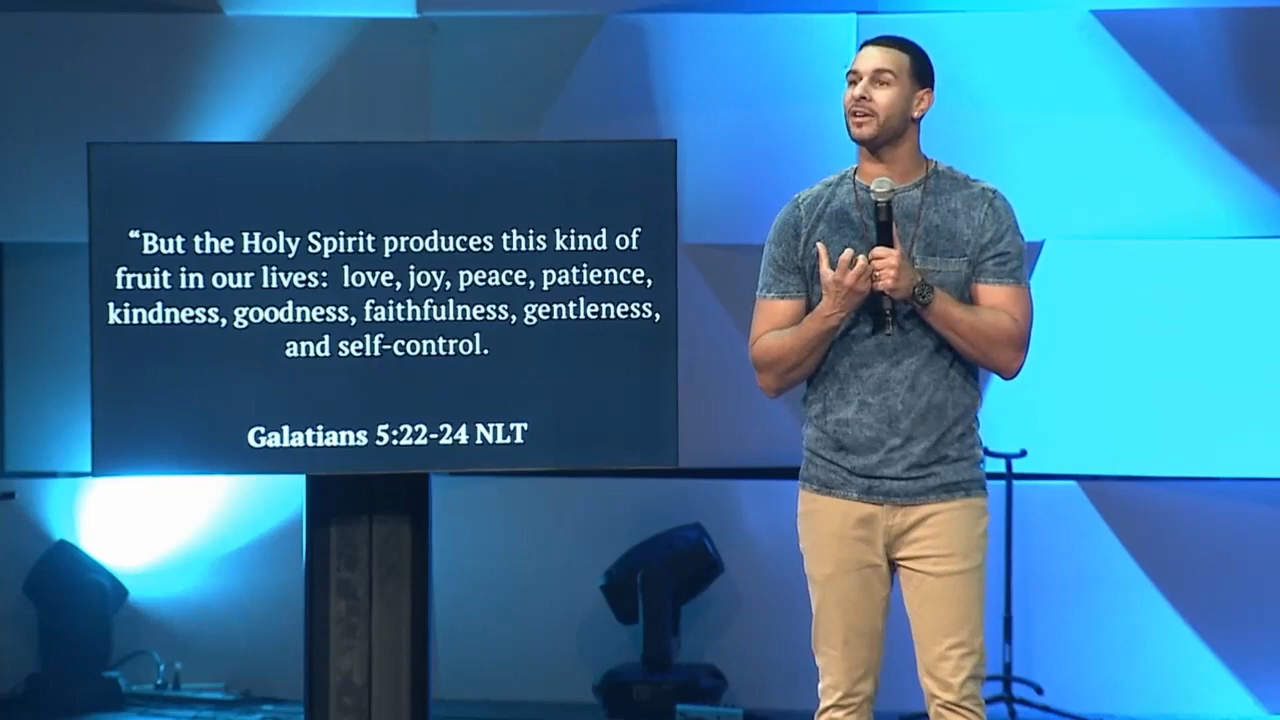 “But the Holy Spirit produces this kind of
fruit in our lives:  love, joy, peace, patience,
kindness, goodness, faithfulness, gentleness,
and self-control.
Galatians 5:22-24 NLT